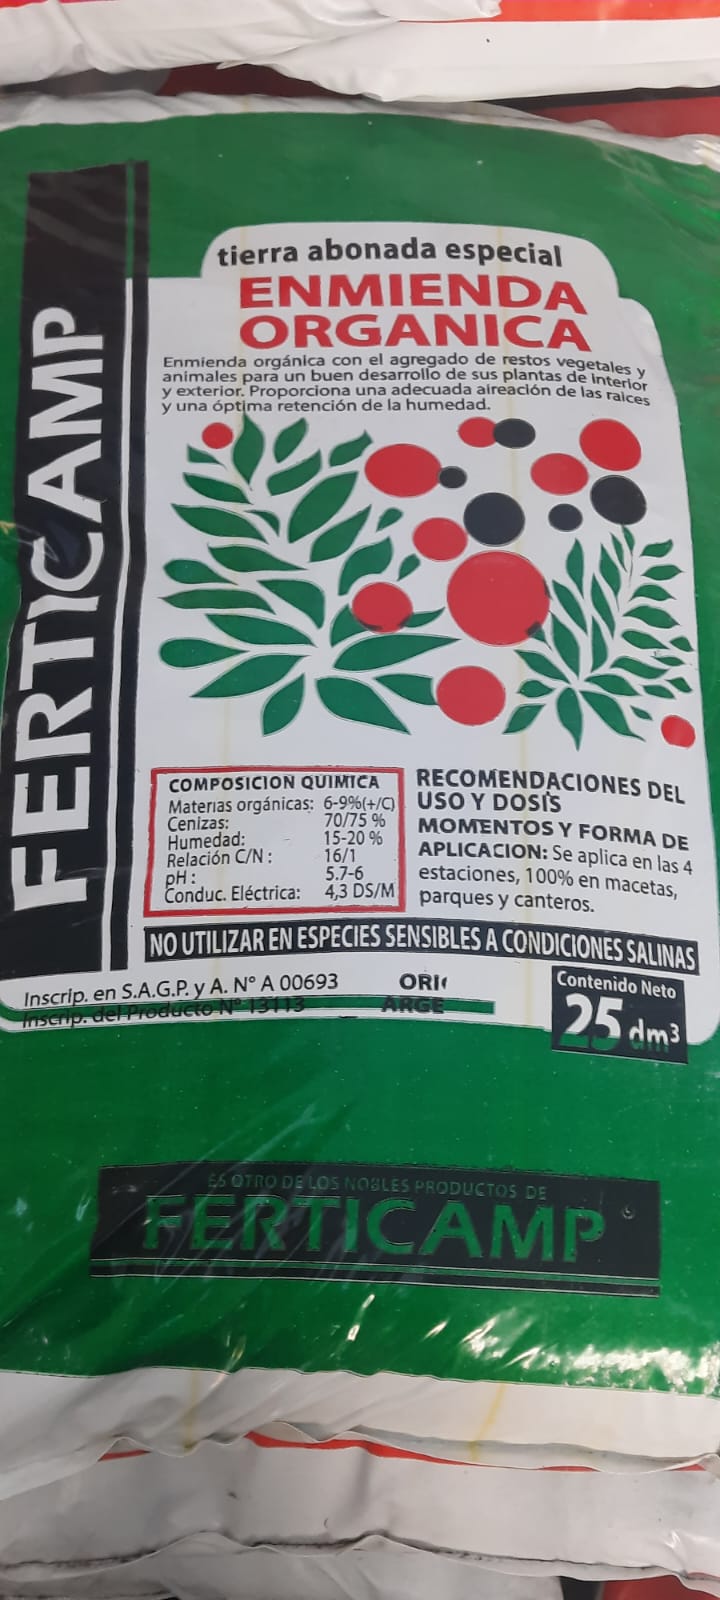 FERTICAMP
tierra abonada especial
ENMIENDA
ORGANICA
Enmienda orgánica con el agregado de restos vegetales y
animales para un buen desarrollo de sus plantas de interior
y exterior. Proporciona una adecuada aireación de las raices
y una óptima retención de la humedad.
COMPOSICION QUIMICA
Materias orgánicas: 6-9%(+/C)
Cenizas: 70/75 %
Humedad: 15-20 %
Relación C/N : 16/1
pH : 5.7-6
Conduc. Eléctrica: 4,3 DS/M
RECOMENDACIONES DEL
USO Y DOSIS
MOMENTOS Y FORMA DE
APLICACION: Se aplica en las 4
estaciones, 100% en macetas,
parques y canteros.
NO UTILIZAR EN ESPECIES SENSIBLES A CONDICIONES SALINAS
Inscrip. en S.A.G.P. y A. N° A 00693
Inscrip. del Producto N° 13113
ORI
ARGE
Contenido Neto
25 dm³
ES OTRO DE LOS NOBLES PRODUCTOS DE
FERTICAMP